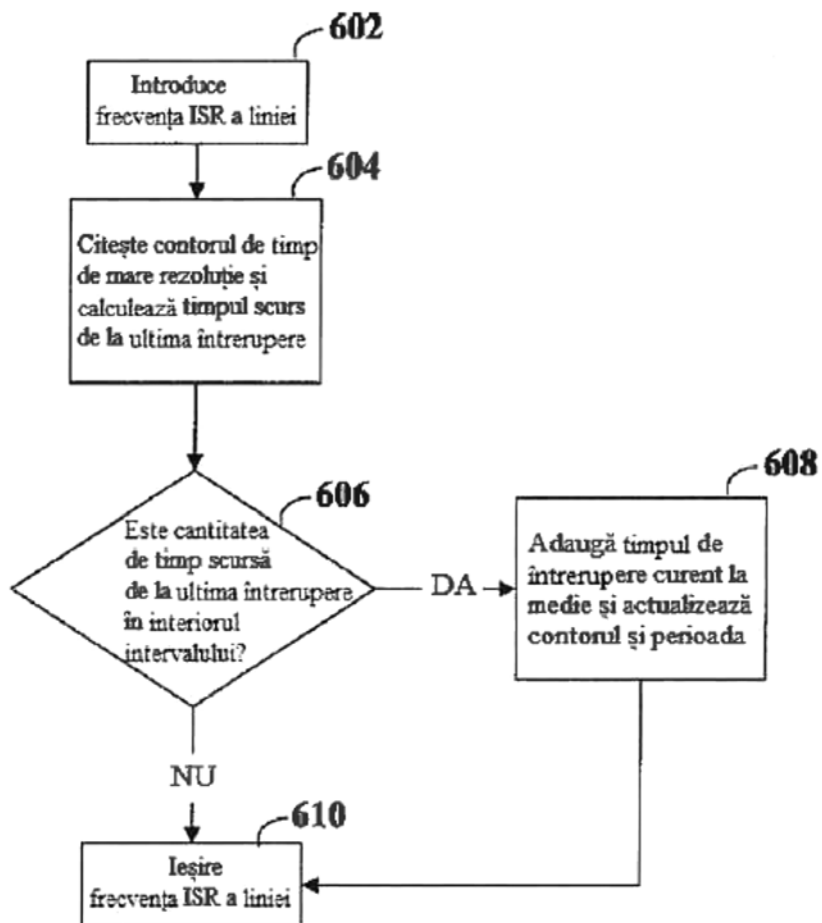 602
Introduce
frecvența ISR a liniei
604
Citește contorul de timp
de mare rezoluție și
calculează timpul scurs
de la ultima întrerupere
606
Este cantitatea
de timp scursă
de la ultima întrerupere
în interiorul
intervalului?
DA
608
Adaugă timpul de
întrerupere curent la
medie și actualizează
contorul și perioada
NU
610
Ieșire
frecvența ISR a liniei